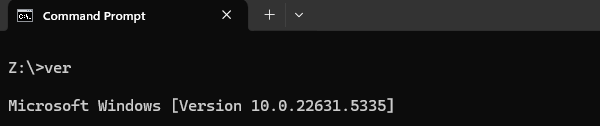 Command Prompt
Z:\>ver
Microsoft Windows [Version 10.0.22631.5335]